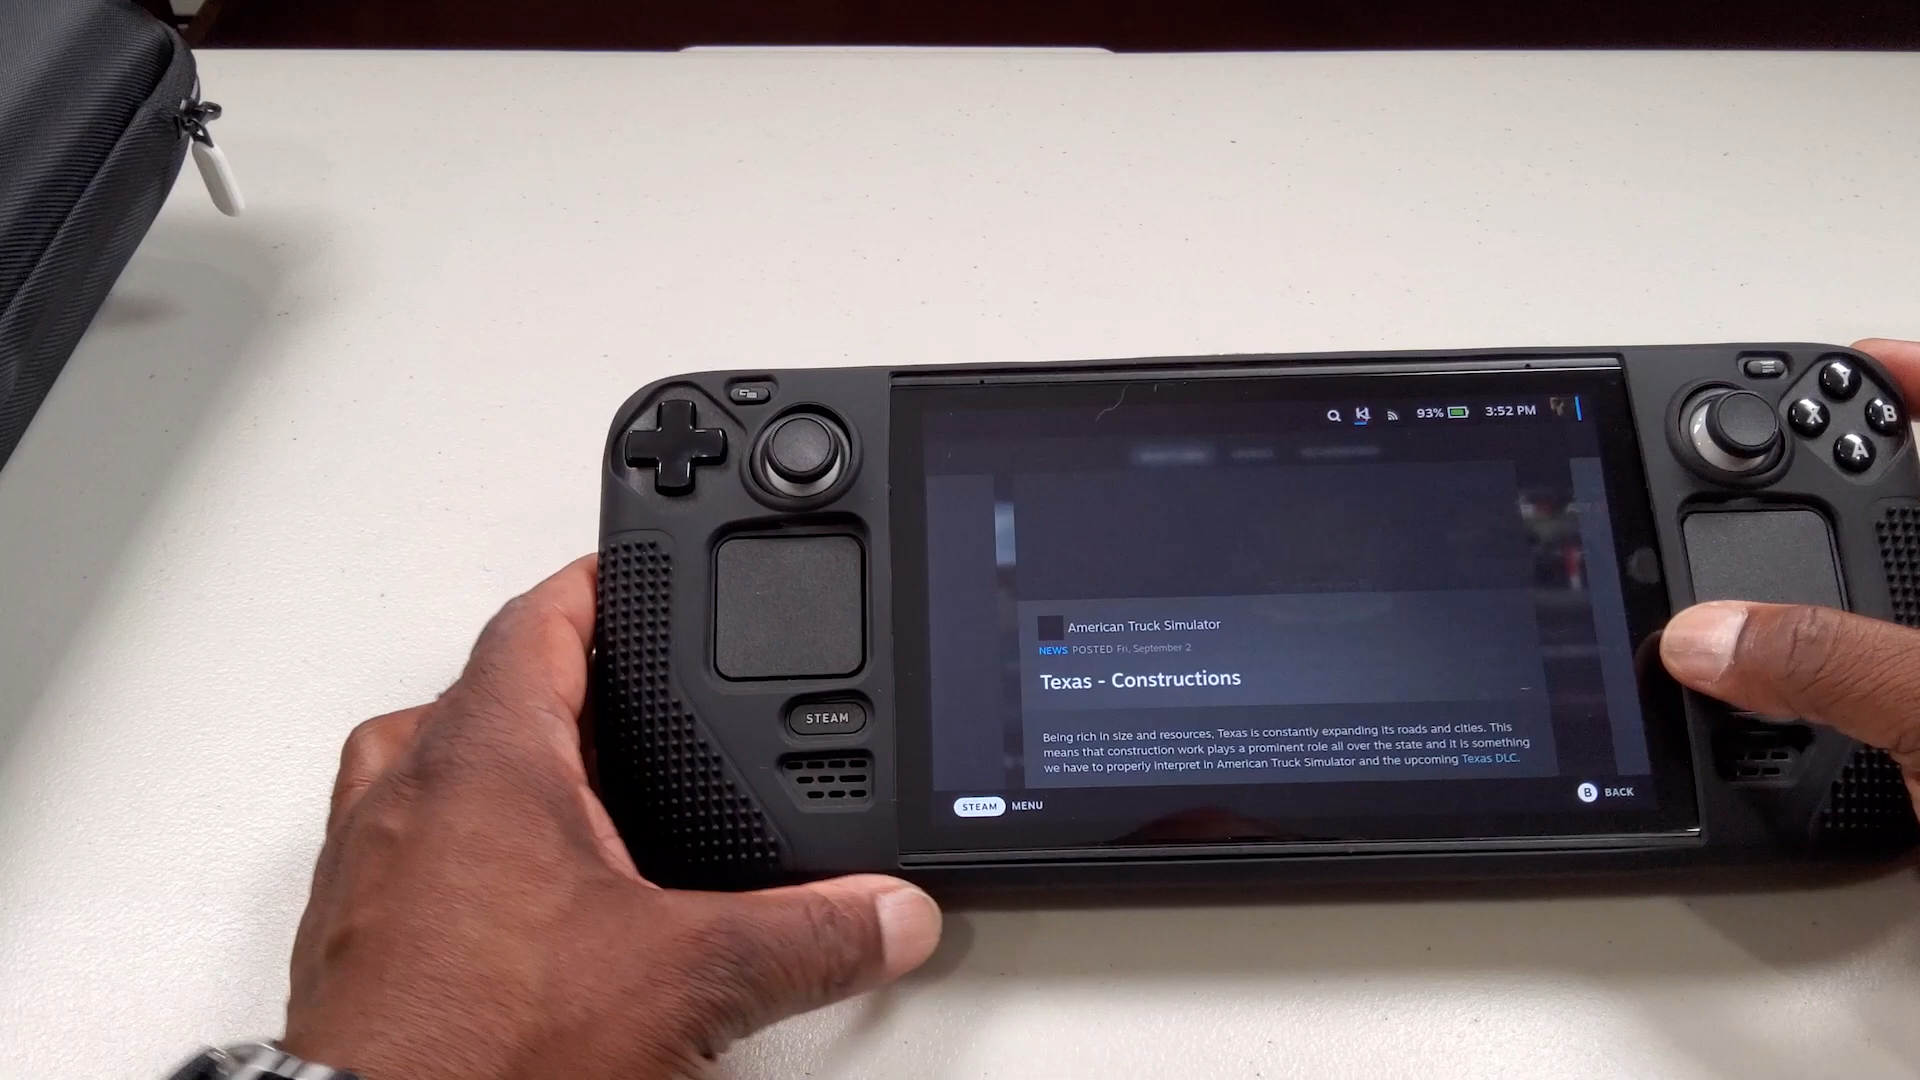 93% 3:52 PM
Y
X B
A
American Truck Simulator
NEWS POSTED Fri, September 2
Texas - Constructions
STEAM
Being rich in size and resources, Texas is constantly expanding its roads and cities. This
means that construction work plays a prominent role all over the state and it is something
we have to properly interpret in American Truck Simulator and the upcoming Texas DLC.
STEAM MENU
B BACK